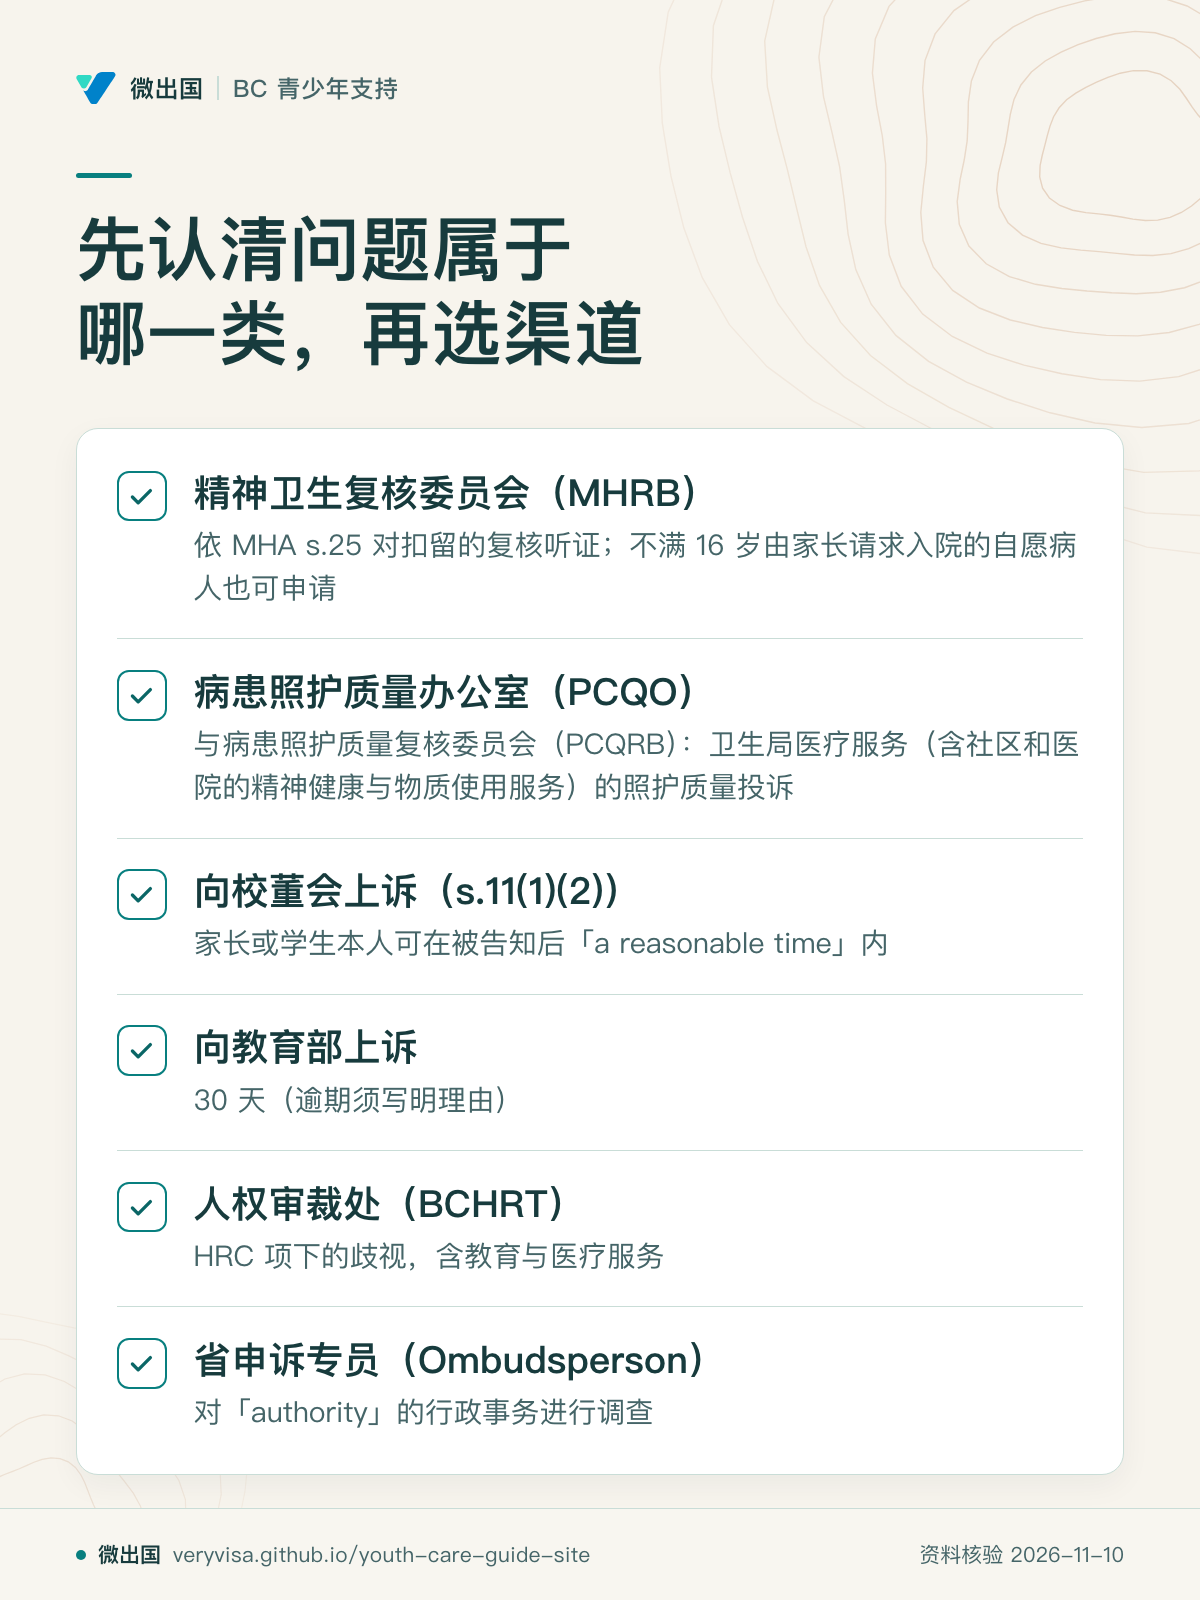 微出国 | BC 青少年支持
先认清问题属于
哪一类，再选渠道
精神卫生复核委员会（MHRB）
依 MHA s.25 对扣留的复核听证；不满 16 岁由家长请求入院的自愿病
人也可申请
病患照护质量办公室（PCQO）
与病患照护质量复核委员会（PCQRB）：卫生局医疗服务（含社区和医
院的精神健康与物质使用服务）的照护质量投诉
向校董会上诉（s.11(1)(2)）
家长或学生本人可在被告知后「a reasonable time」内
向教育部上诉
30 天（逾期须写明理由）
人权审裁处（BCHRT）
HRC 项下的歧视，含教育与医疗服务
省申诉专员（Ombudsperson）
对「authority」的行政事务进行调查
微出国 veryvisa.github.io/youth-care-guide-site
资料核验 2026-11-10